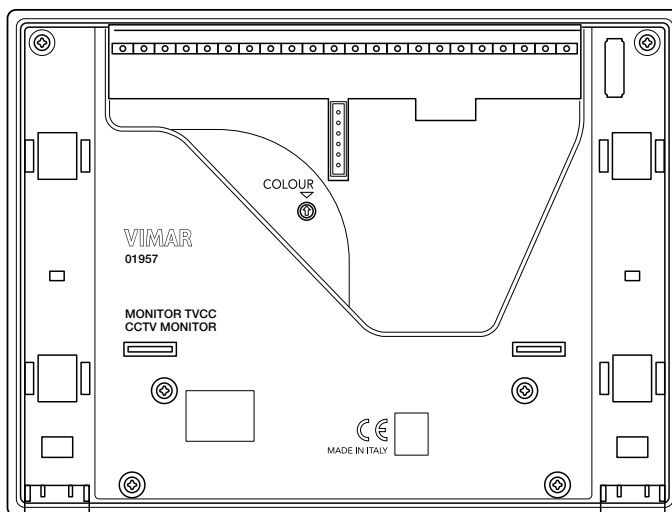 COLOUR
VIMAR
01957
MONITOR TVCC
CCTV MONITOR
CE
MADE IN ITALY